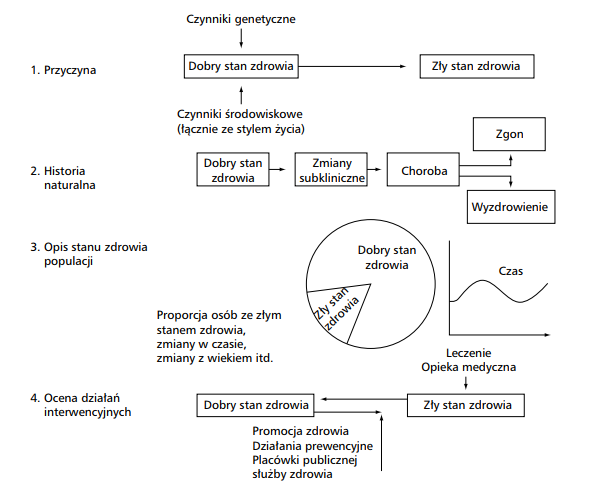 Czynniki genetyczne
1. Przyczyna
Dobry stan zdrowia
Zły stan zdrowia
Czynniki środowiskowe
(łącznie ze stylem życia)
2. Historia
naturalna
Dobry stan
zdrowia
Zmiany
subkliniczne
Choroba
Zgon
Wyzdrowienie
3. Opis stanu zdrowia
populacji
Dobry stan
zdrowia
Zły stan
zdrowia
Czas
Proporcja osób ze złym
stanem zdrowia,
zmiany w czasie,
zmiany z wiekiem itd.
Leczenie
Opieka medyczna
4. Ocena działań
interwencyjnych
Dobry stan zdrowia
Zły stan zdrowia
Promocja zdrowia
Działania prewencyjne
Placówki publicznej
służby zdrowia